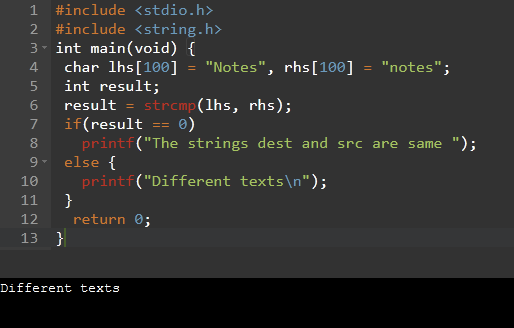 1 #include <stdio.h>
2 #include <string.h>
3 int main(void) {
4 char lhs[100] = "Notes", rhs[100] = "notes";
5 int result;
6 result = strcmp(lhs, rhs);
7 if(result == 0)
8 printf("The strings dest and src are same ");
9 else {
10 printf("Different texts\n");
11 }
12 return 0;
13 }
Different texts